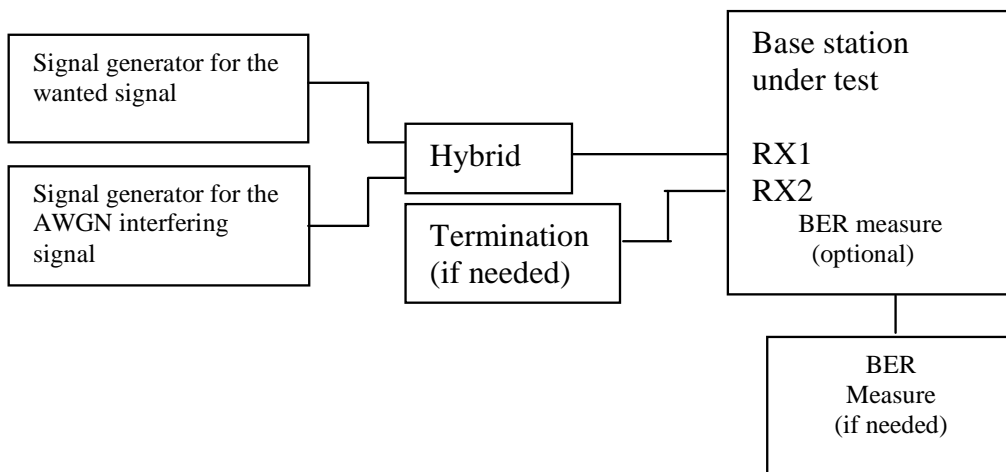 Signal generator for the
wanted signal
Signal generator for the
AWGN interfering
signal
Hybrid
Termination
(if needed)
Base station
under test
RX1
RX2
BER measure
(optional)
BER
Measure
(if needed)